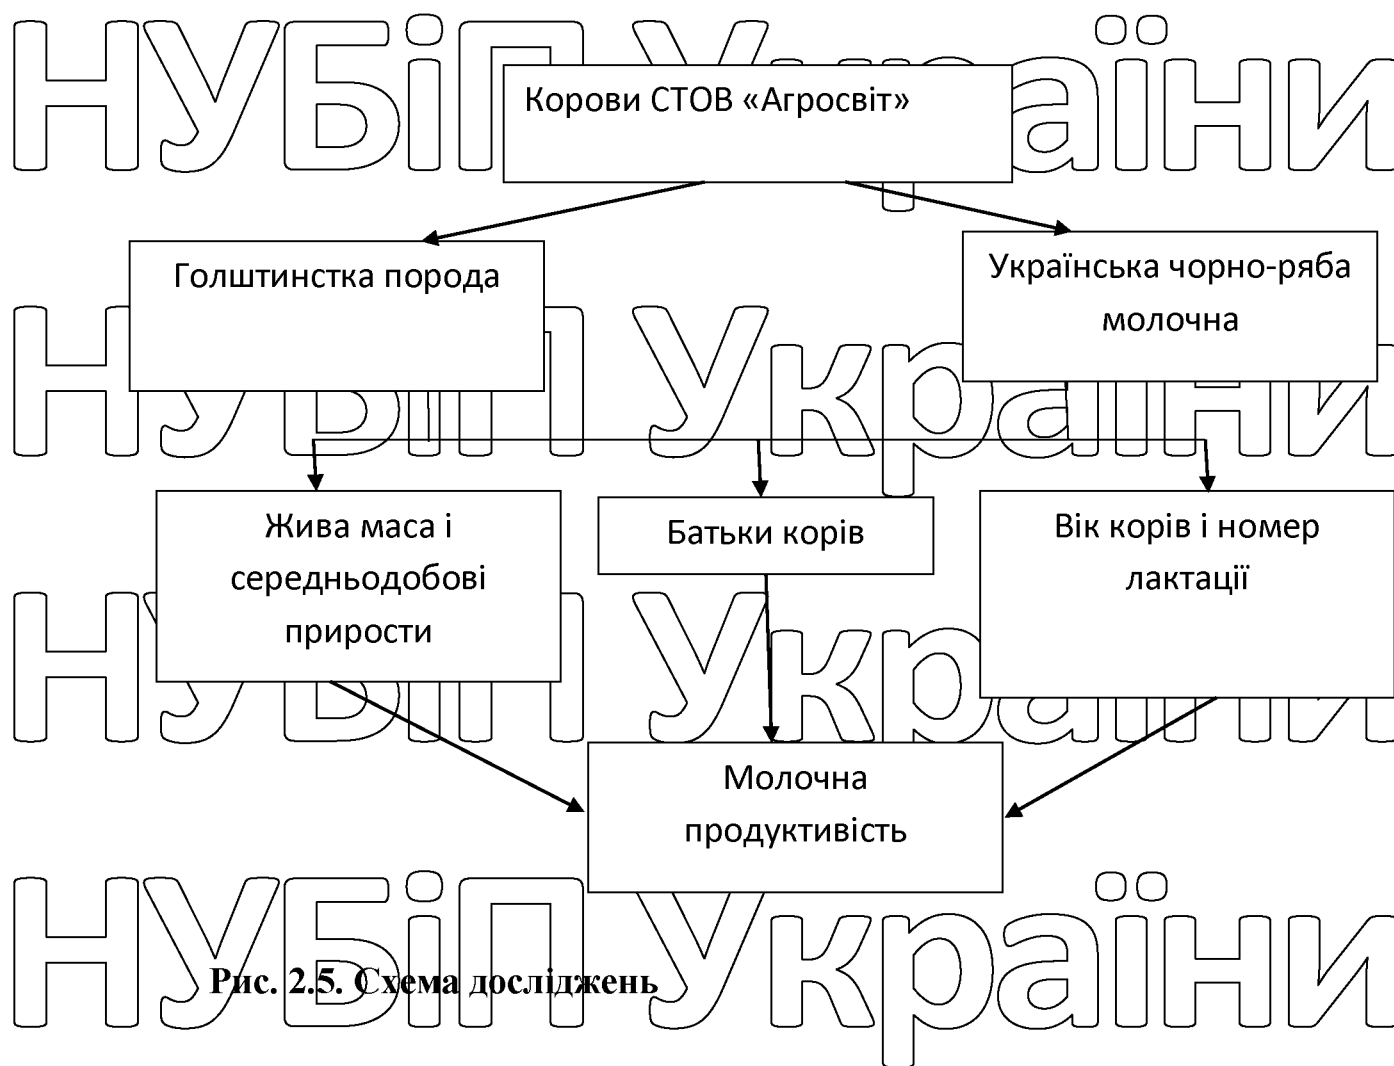 НУБіП України
Корови СТОВ «Агросвіт»
Голштинстка порода
Українська чорно-ряба
молочна
НУБіП України
Жива маса і
середньодобові
прирости
Батьки корів
Вік корів і номер
лактації
НУБіП України
Молочна
продуктивість
НУБіП України
Рис. 2.5. Схема досліджень